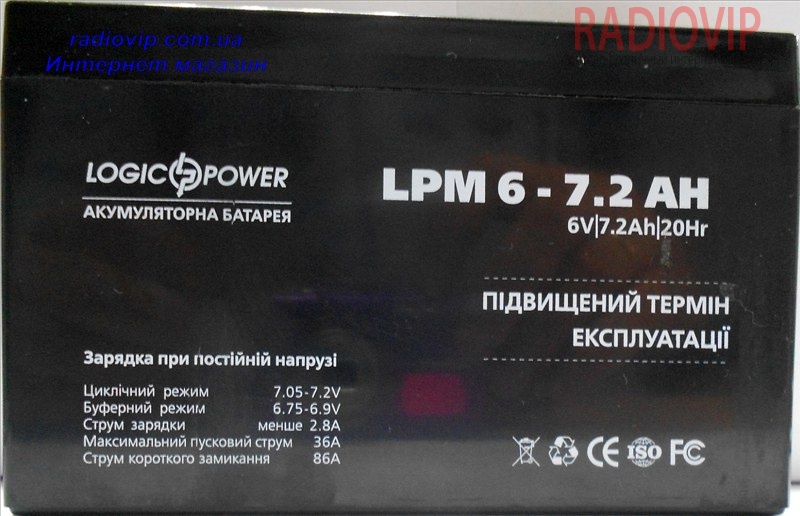 radiovip.com.ua
Интернет магазин
RADIOVIP
LOGIC POWER
АКУМУЛЯТОРНА БАТАРЕЯ
LPM 6 - 7.2 AH
6V|7.2Ah|20Hr
ПІДВИЩЕНИЙ ТЕРМІН
ЕКСПЛУАТАЦІЇ
Зарядка при постійній напрузі
Циклічний режим 7.05-7.2V
Буферний режим 6.75-6.9V
Струм зарядки менше 2.8A
Максимальний пусковий струм 36A
Струм короткого замикання 86A
CE ISO FC